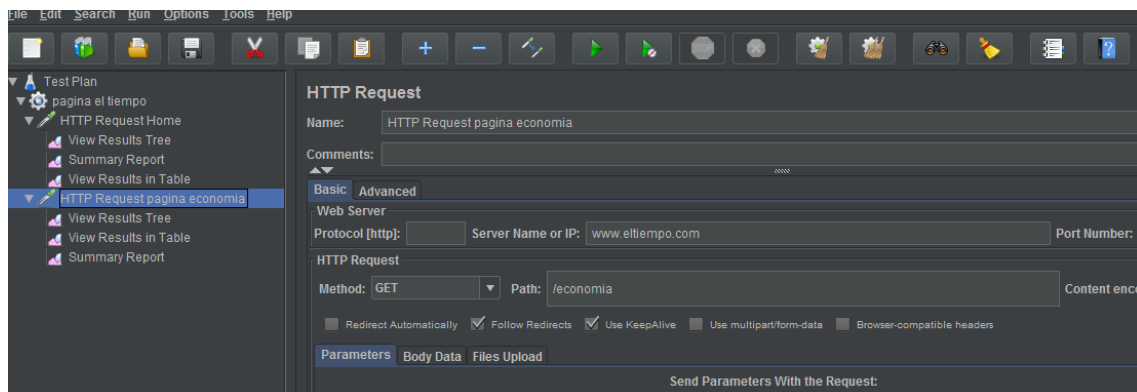 File Edit Search Run Options Tools Help
STOP
Test Plan
pagina el tiempo
HTTP Request Home
View Results Tree
Summary Report
View Results in Table
HTTP Request pagina economia
View Results Tree
View Results in Table
Summary Report
HTTP Request
Name: HTTP Request pagina economia
Comments:
Basic Advanced
Web Server
Protocol [http]: Server Name or IP: www.eltiempo.com Port Number:
HTTP Request
Method: GET Path: /economia Content enc
Redirect Automatically Follow Redirects Use KeepAlive Use multipart/form-data Browser-compatible headers
Parameters Body Data Files Upload
Send Parameters With the Request: